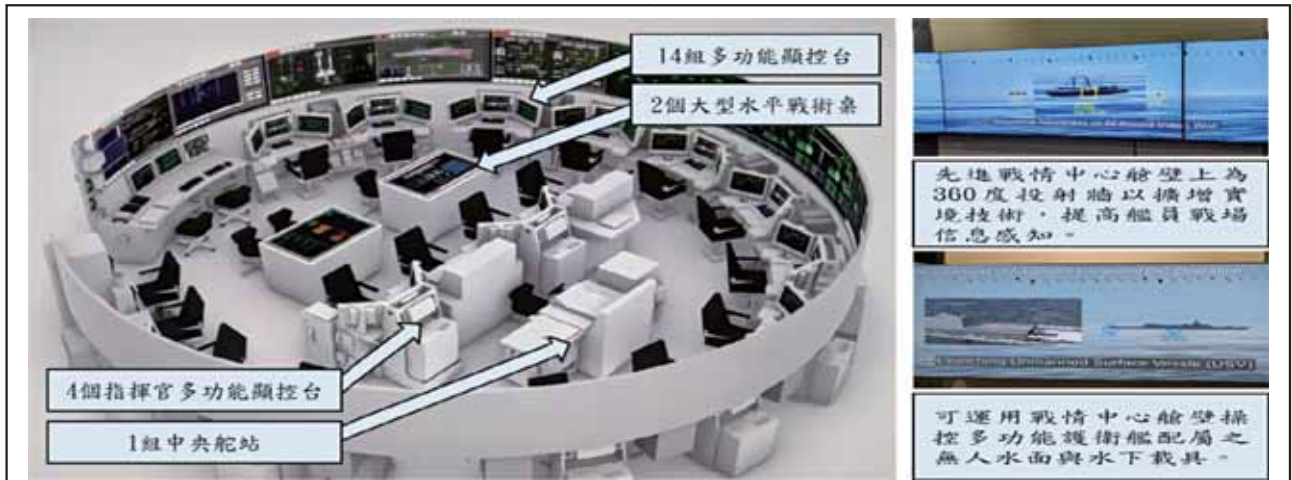 14組多功能顯控台
2個大型水平戰術桌
4個指揮官多功能顯控台
1組中央舵站
先進戰情中心艙壁上為
360度投射牆以擴增實
境技術，提高艦員戰場
信息感知。
Launching Unmanned Surface Vessle (USV)
可運用戰情中心艙壁操
控多功能護衛艦配屬之
無人水面與水下載具。